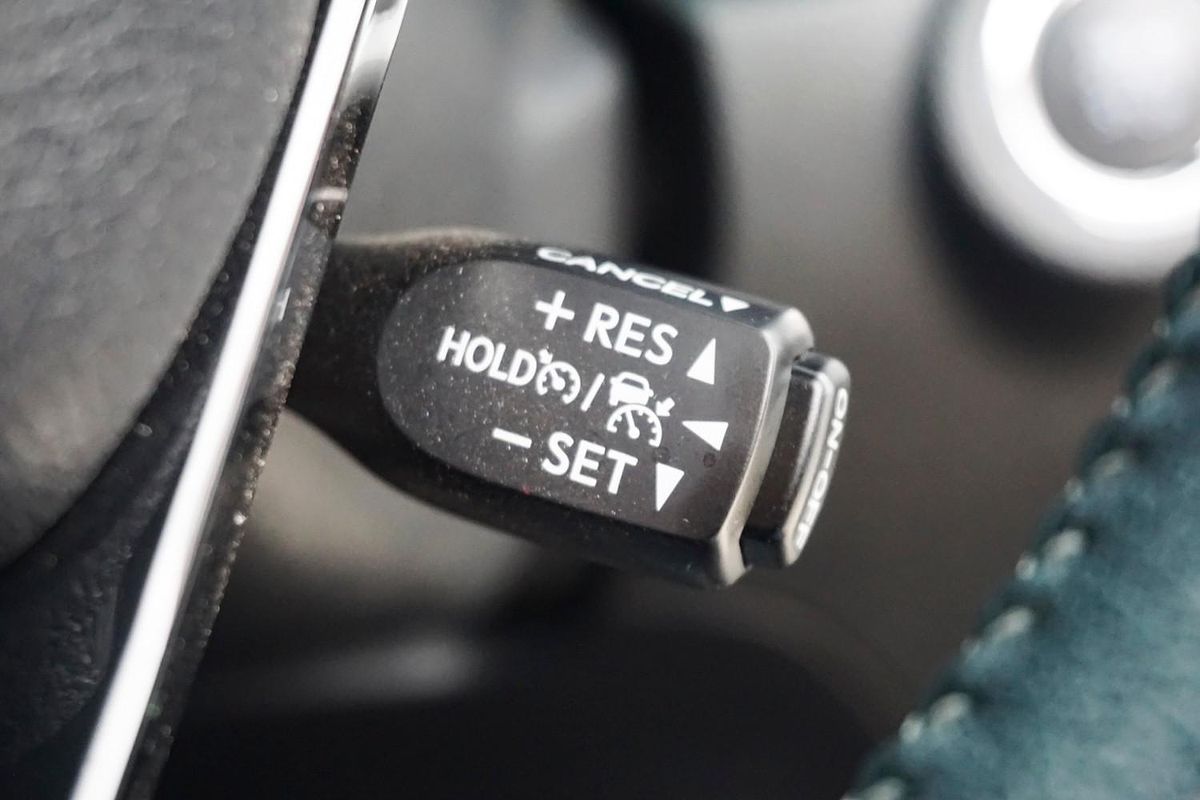 CANCEL
+ RES
HOLD /
− SET
ON-OFF